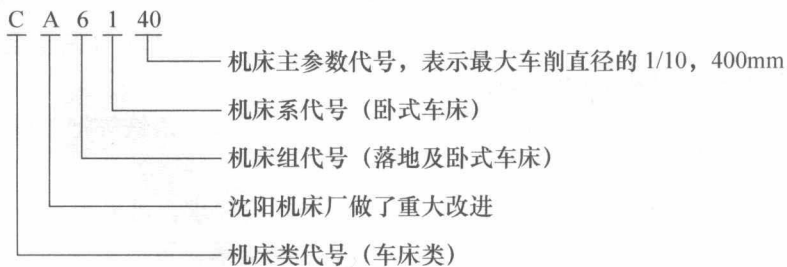 C A 6 1 40
机床主参数代号，表示最大车削直径的 1/10，400mm
机床系代号（卧式车床）
机床组代号（落地及卧式车床）
沈阳机床厂做了重大改进
机床类代号（车床类）